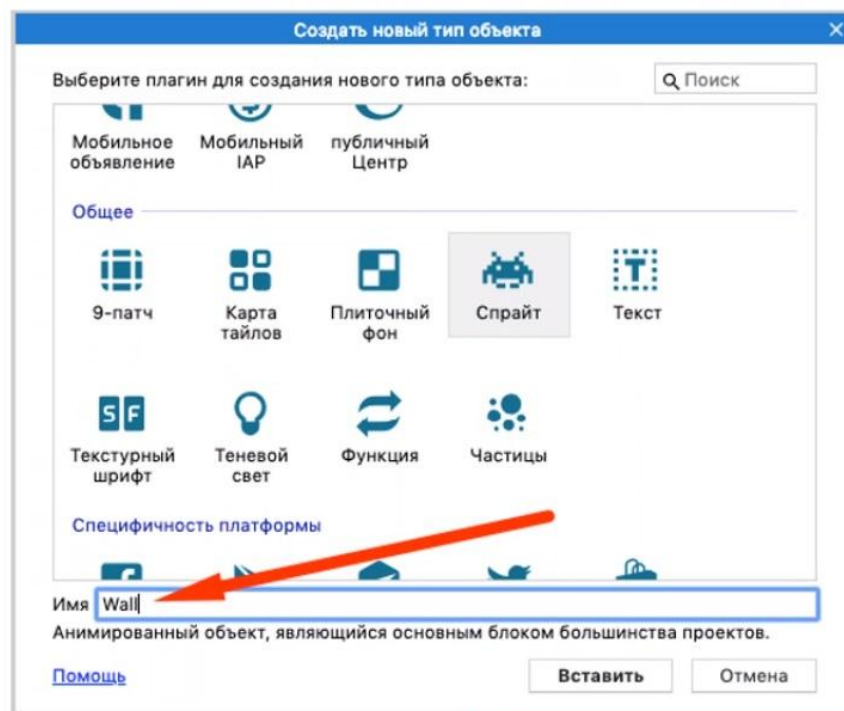 Создать новый тип объекта
Выберите плагин для создания нового типа объекта:
Поиск
Мобильное объявление
Мобильный IAP
публичный Центр
Общее
9-патч
Карта тайлов
Плиточный фон
Спрайт
Текст
T
SF
Текстурный шрифт
Теневой свет
Функция
Частицы
Специфичность платформы
Имя Wall
Анимированный объект, являющийся основным блоком большинства проектов.
Помощь
Вставить
Отмена